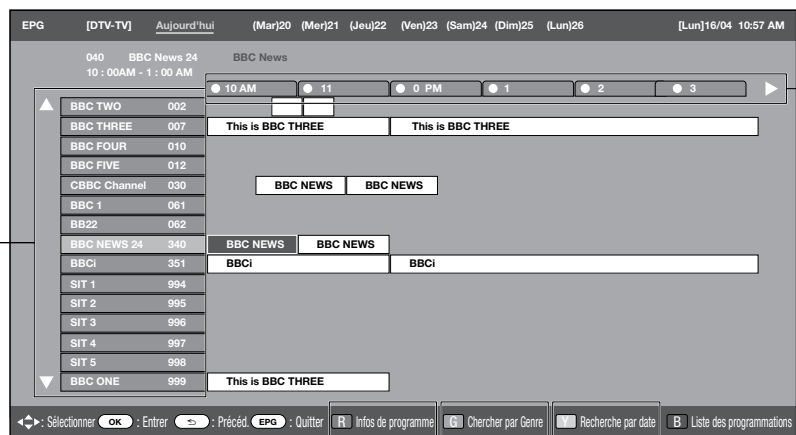 EPG [DTV-TV] Aujourd'hui (Mar)20 (Mer)21 (Jeu)22 (Ven)23 (Sam)24 (Dim)25 (Lun)26 [Lun]16/04 10:57 AM
040 BBC News 24 BBC News
10 : 00AM - 1 : 00 AM
10 AM 11 0 PM 1 2 3
BBC TWO 002
BBC THREE 007 This is BBC THREE This is BBC THREE
BBC FOUR 010
BBC FIVE 012
CBBC Channel 030 BBC NEWS BBC NEWS
BBC 1 061
BB22 062
BBC NEWS 24 340 BBC NEWS BBC NEWS
BBCi 351 BBCi BBCi
SIT 1 994
SIT 2 995
SIT 3 996
SIT 4 997
SIT 5 998
BBC ONE 999 This is BBC THREE
: Sélectionner OK : Entrer : Précéd. EPG : Quitter R Infos de programme G Chercher par Genre Y Recherche par date B Liste des programmations